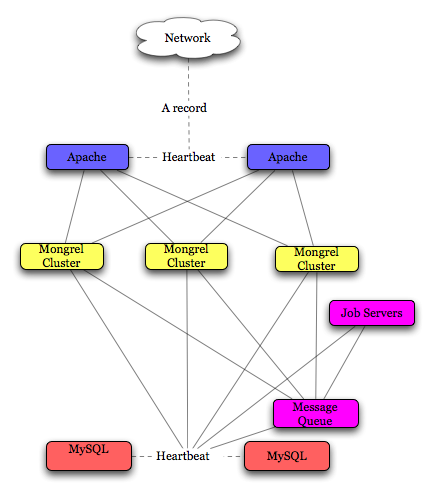 Network
A record
Apache
Heartbeat
Apache
Mongrel
Cluster
Mongrel
Cluster
Mongrel
Cluster
Job Servers
Message
Queue
MySQL
Heartbeat
MySQL